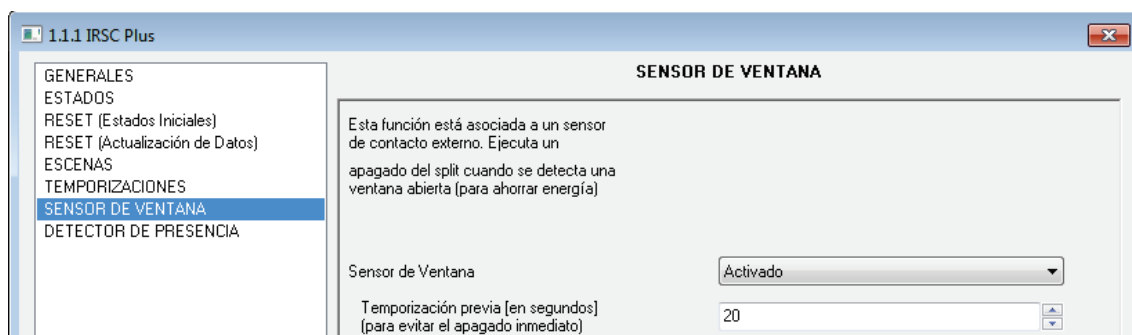 1.1.1 IRSC Plus
GENERALES
ESTADOS
RESET (Estados Iniciales)
RESET (Actualización de Datos)
ESCENAS
TEMPORIZACIONES
SENSOR DE VENTANA
DETECTOR DE PRESENCIA
SENSOR DE VENTANA
Esta función está asociada a un sensor
de contacto externo. Ejecuta un
apagado del split cuando se detecta una
ventana abierta (para ahorrar energía)
Sensor de Ventana
Activado
Temporización previa [en segundos]
(para evitar el apagado inmediato)
20